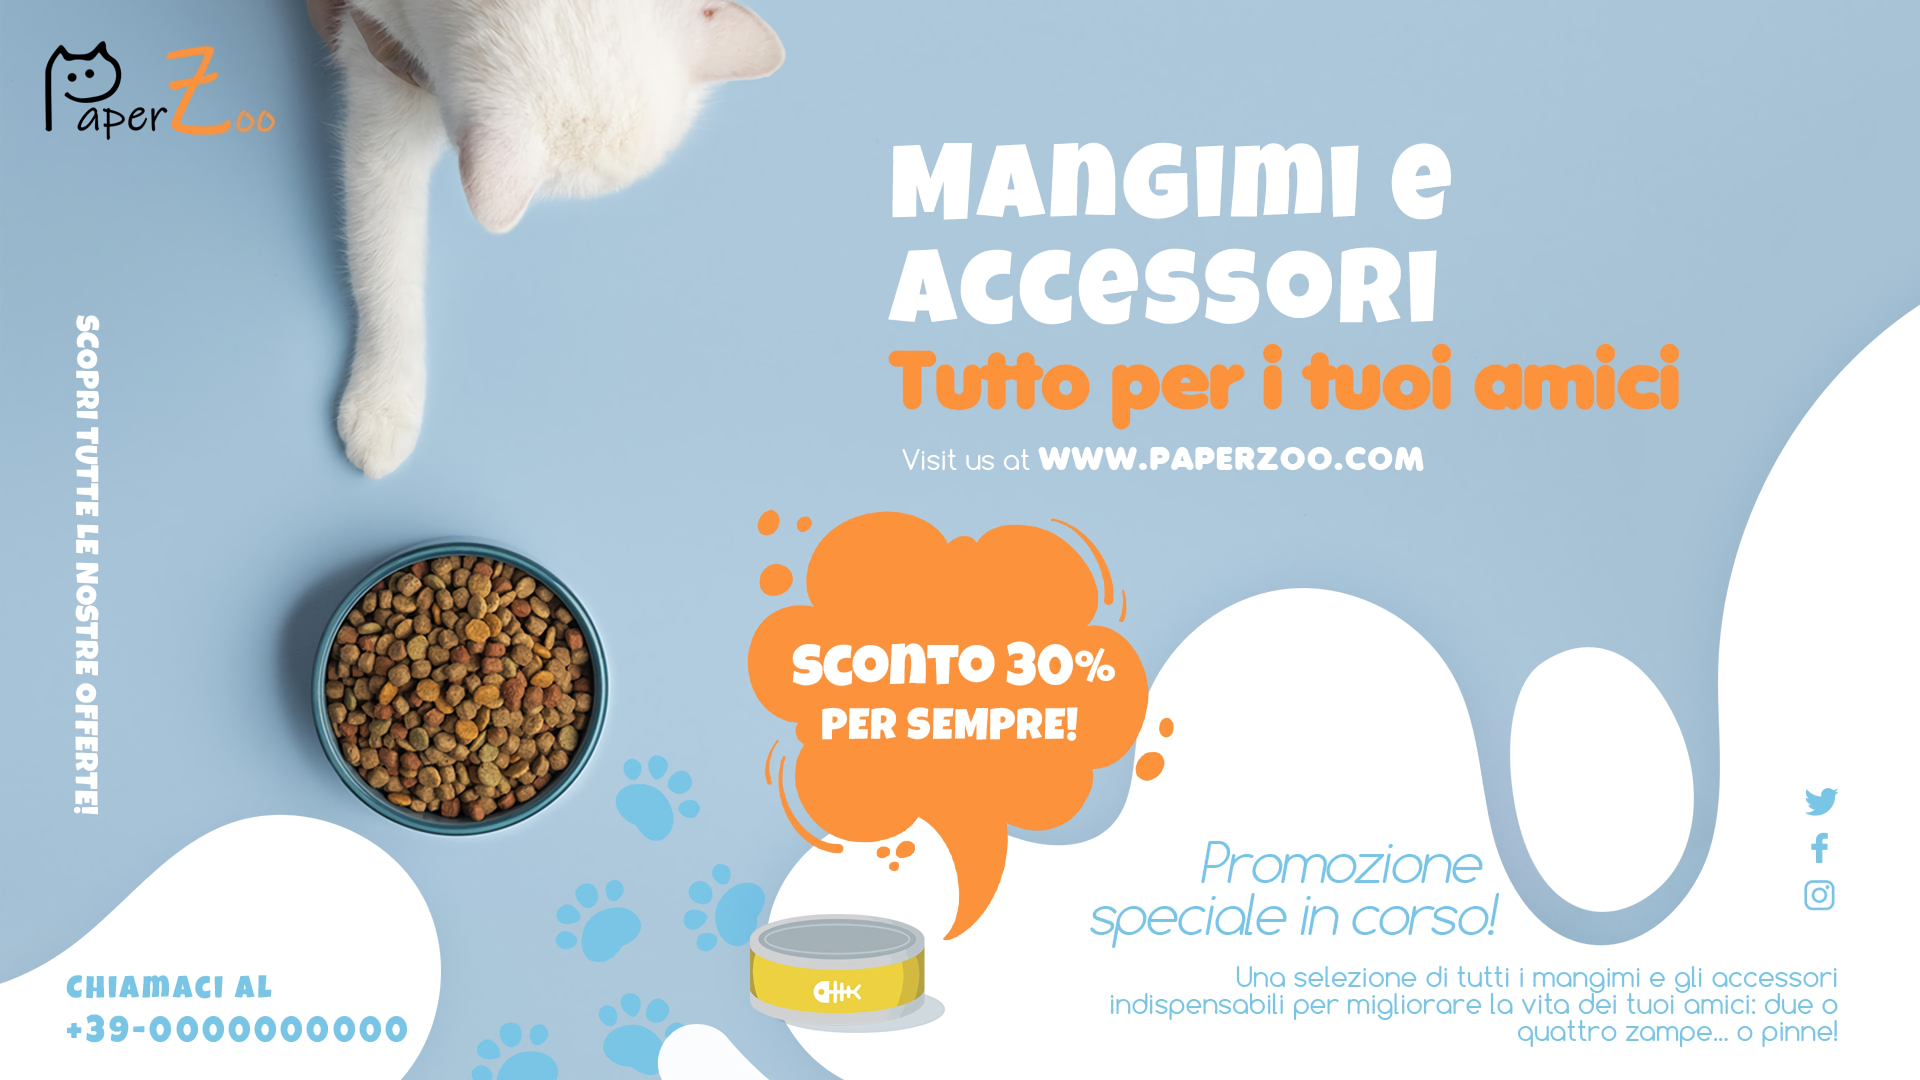 Paper Zoo
MANGIMI e
ACCESSORI
Tutto per i tuoi amici
Visit us at WWW.PAPERZOO.COM
SCOPRI TUTTE LE NOSTRE OFFERTE!
SCONTO 30%
PER SEMPRE!
Promozione
speciale in corso!
Una selezione di tutti i mangimi e gli accessori
indispensabili per migliorare la vita dei tuoi amici: due o
quattro zampe... o pinne!
CHIAMACI AL
+39-0000000000